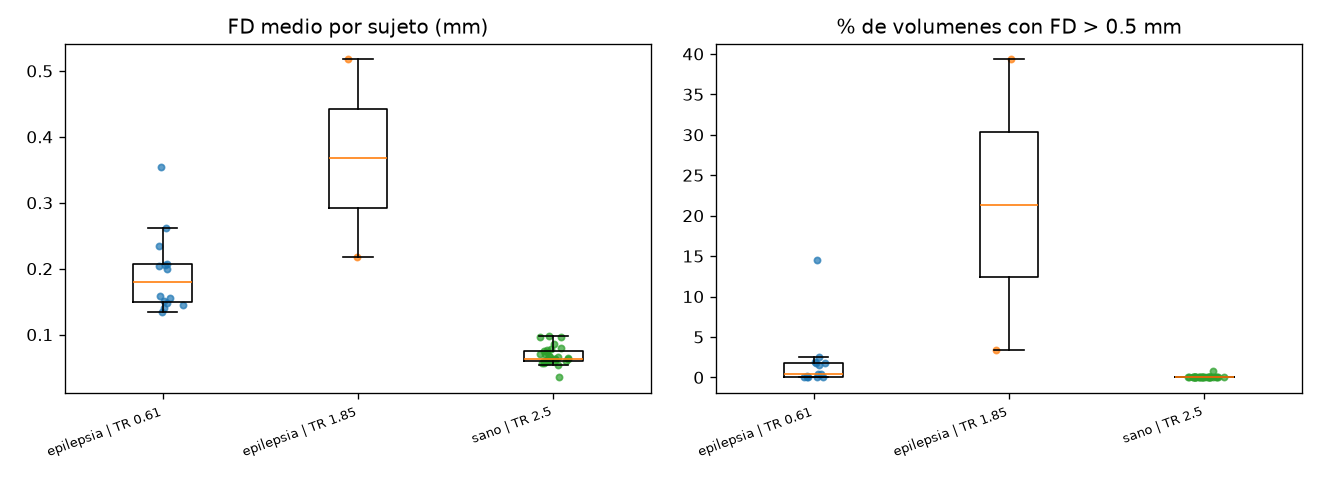 FD medio por sujeto (mm)
0.5
0.4
0.3
0.2
0.1
epilepsia | TR 0.61
epilepsia | TR 1.85
sano | TR 2.5
% de volumenes con FD > 0.5 mm
40
35
30
25
20
15
10
5
0
epilepsia | TR 0.61
epilepsia | TR 1.85
sano | TR 2.5